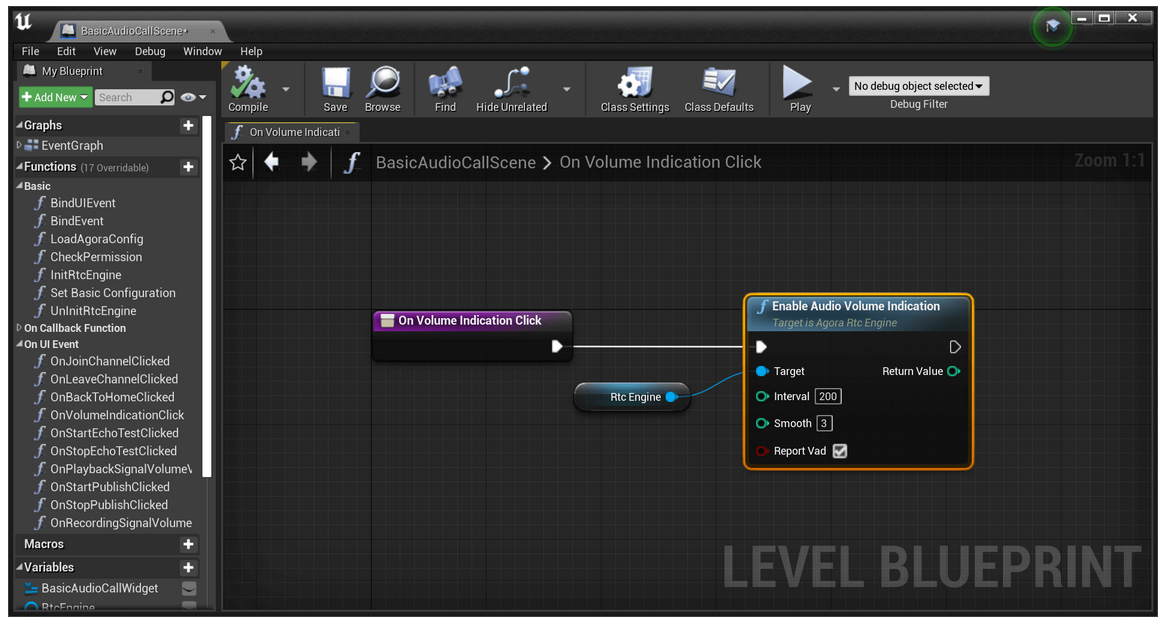 BasicAudioCallScene*
File Edit View Debug Window Help
My Blueprint
Add New Search
Graphs
EventGraph
Functions (17 Overridable)
Basic
BindUIEvent
BindEvent
LoadAgoraConfig
CheckPermission
InitRtcEngine
Set Basic Configuration
UnInitRtcEngine
On Callback Function
On UI Event
OnJoinChannelClicked
OnLeaveChannelClicked
OnBackToHomeClicked
OnVolumeIndicationClick
OnStartEchoTestClicked
OnStopEchoTestClicked
OnPlaybackSignalVolume
OnStartPublishClicked
OnStopPublishClicked
OnRecordingSignalVolume
Macros
Variables
BasicAudioCallWidget
RtcEngine
Compile Save Browse Find Hide Unrelated Class Settings Class Defaults Play
No debug object selected
Debug Filter
On Volume Indicati
BasicAudioCallScene > On Volume Indication Click
Zoom 1:1
On Volume Indication Click
Rtc Engine
Enable Audio Volume Indication
Target is Agora Rtc Engine
Target Return Value
Interval 200
Smooth 3
Report Vad
LEVEL BLUEPRINT